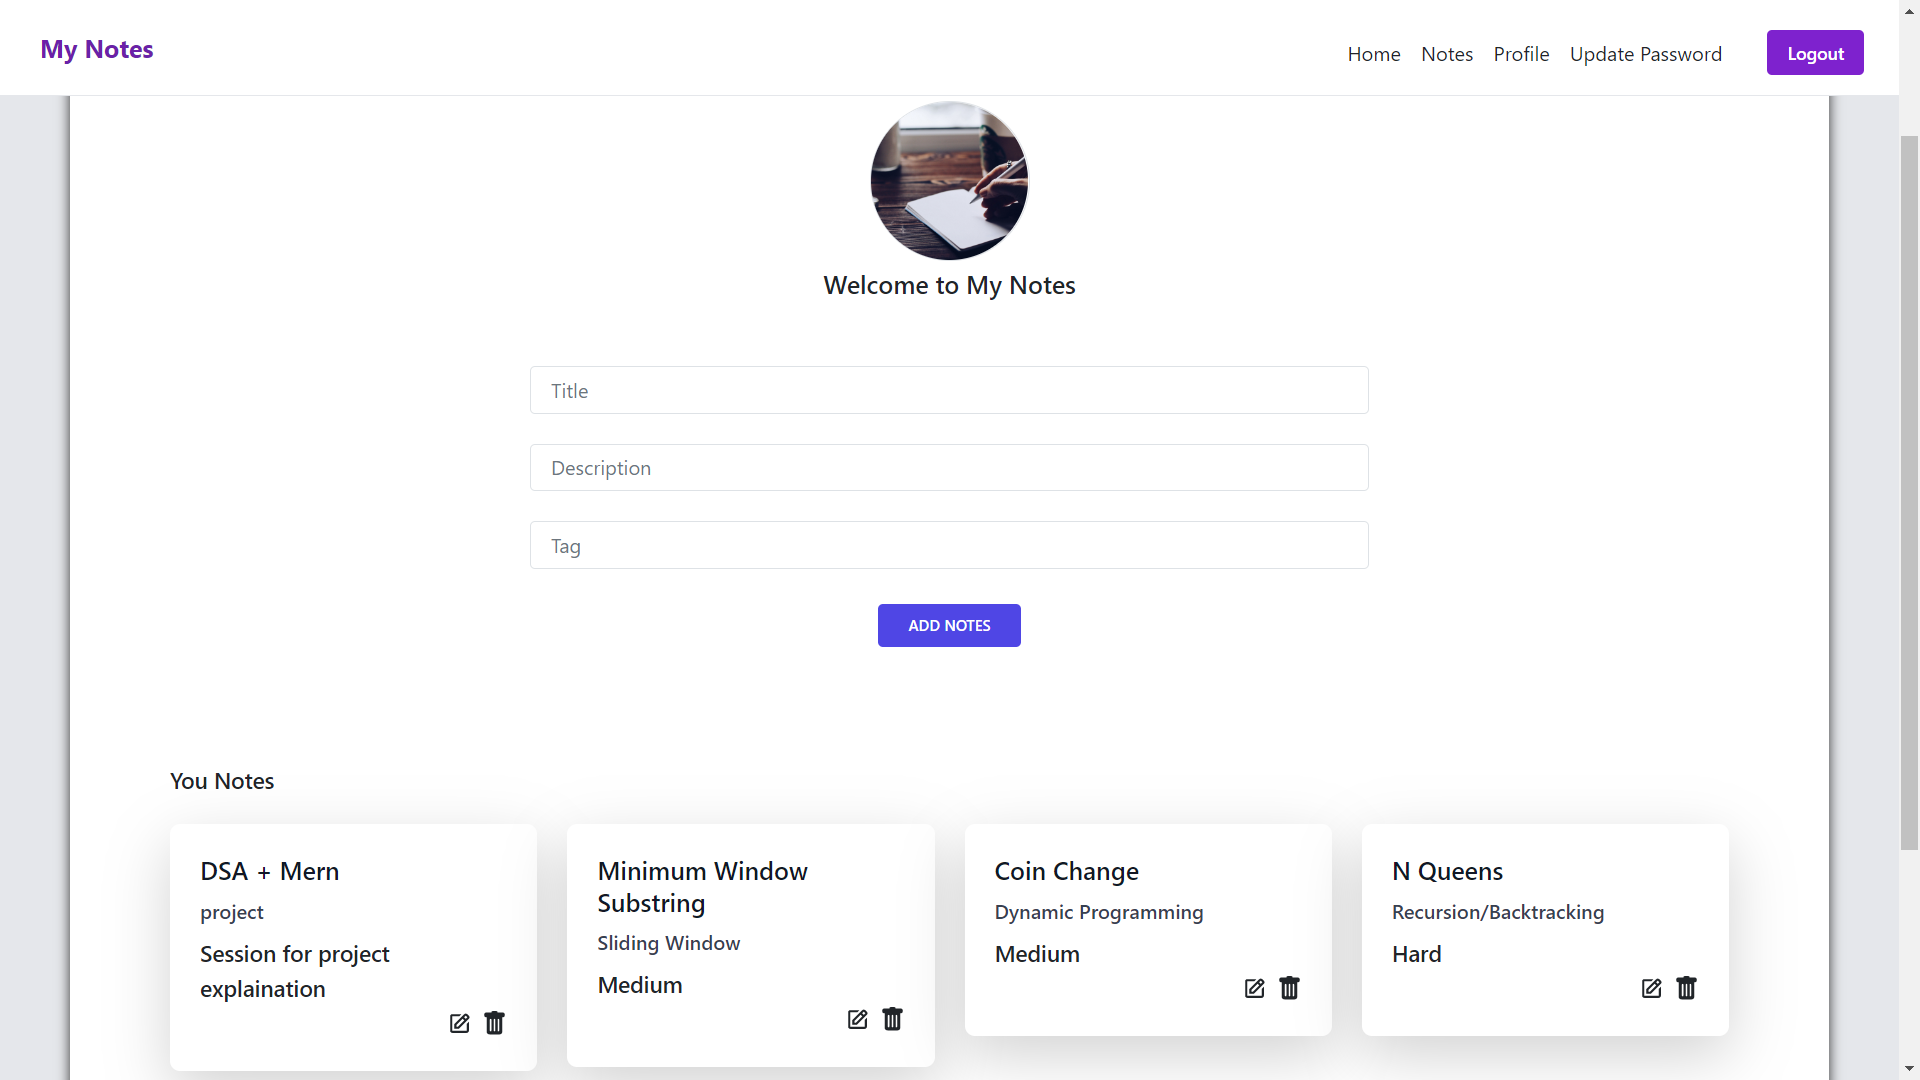 My Notes
Home Notes Profile Update Password Logout
Welcome to My Notes
Title
Description
Tag
ADD NOTES
You Notes
DSA + Mern
project
Session for project
explaination
Minimum Window
Substring
Sliding Window
Medium
Coin Change
Dynamic Programming
Medium
N Queens
Recursion/Backtracking
Hard